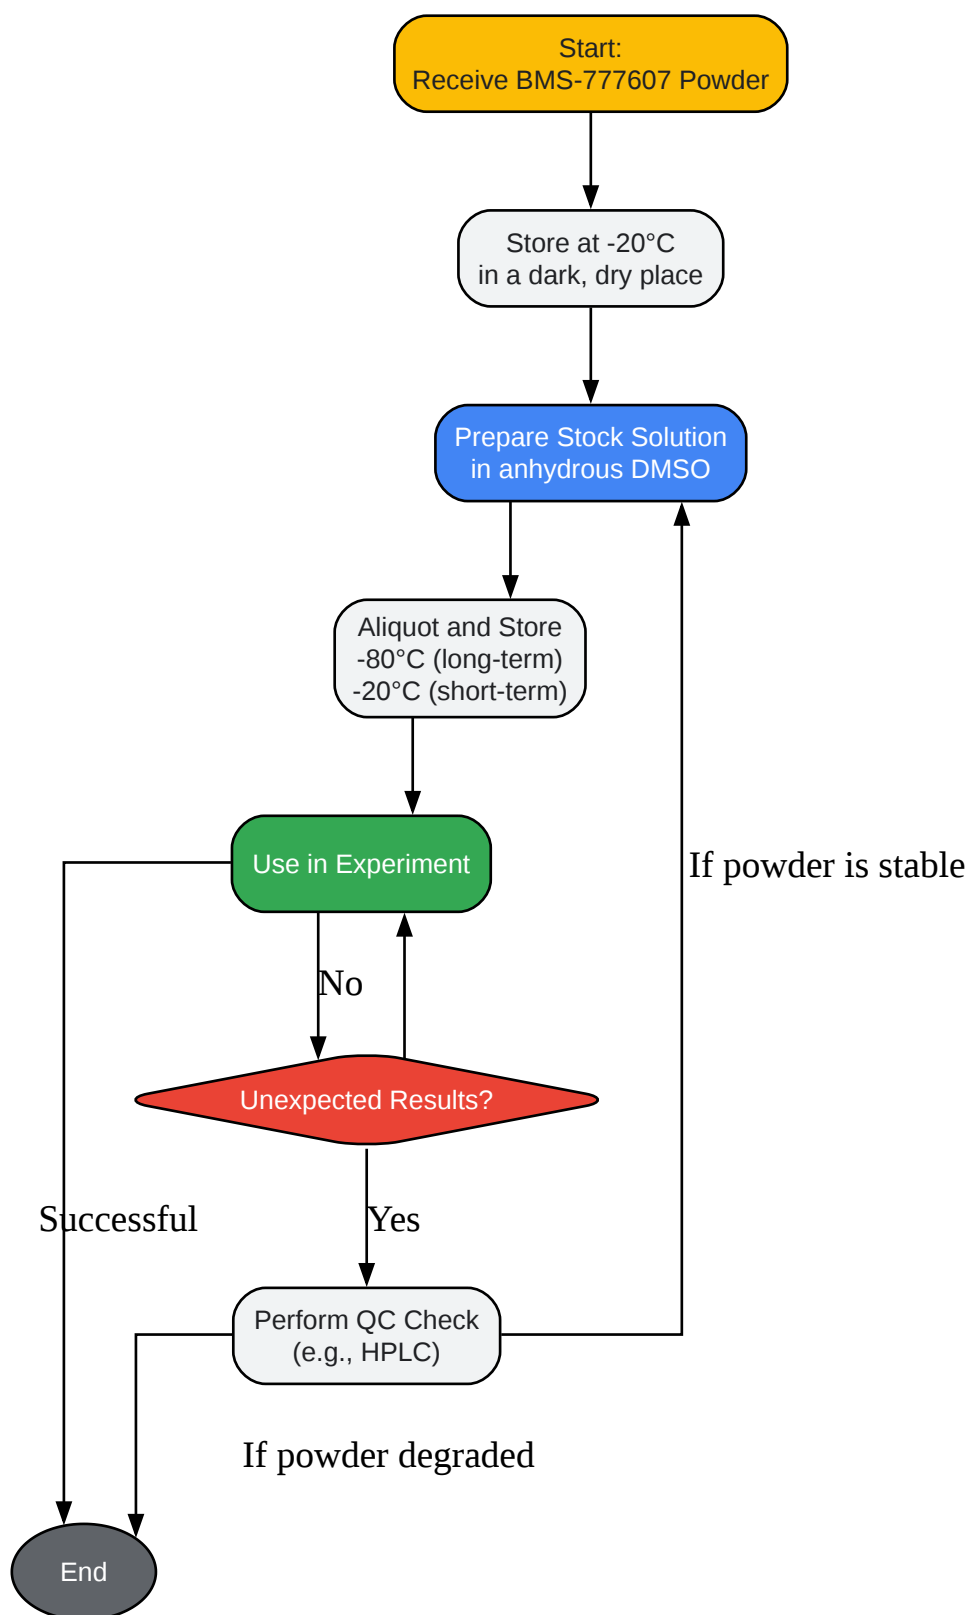 Start:
Receive BMS-777607 Powder
Store at -20°C
in a dark, dry place
Prepare Stock Solution
in anhydrous DMSO
Aliquot and Store
-80°C (long-term)
-20°C (short-term)
Use in Experiment
If powder is stable
No
Unexpected Results?
Successful
Yes
Perform QC Check
(e.g., HPLC)
If powder degraded
End